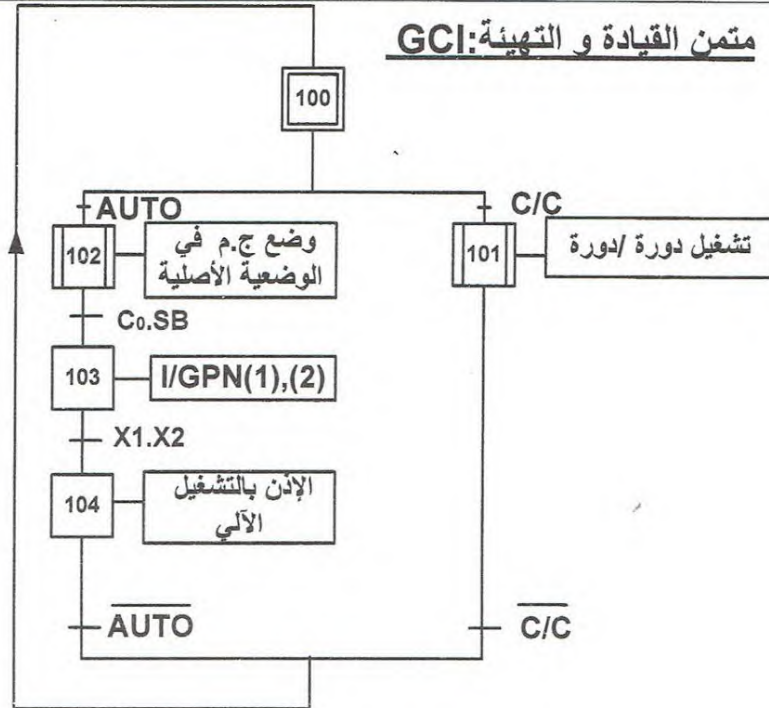 متمن القيادة و التهيئة:GCI
100
AUTO
C/C
102
وضع ج.م في
الوضعية الأصلية
101
تشغيل دورة /دورة
C₀.SB
103
I/GPN(1),(2)
X1.X2
104
الإذن بالتشغيل
الآلي
A̅U̅T̅O̅
C̅/̅C̅